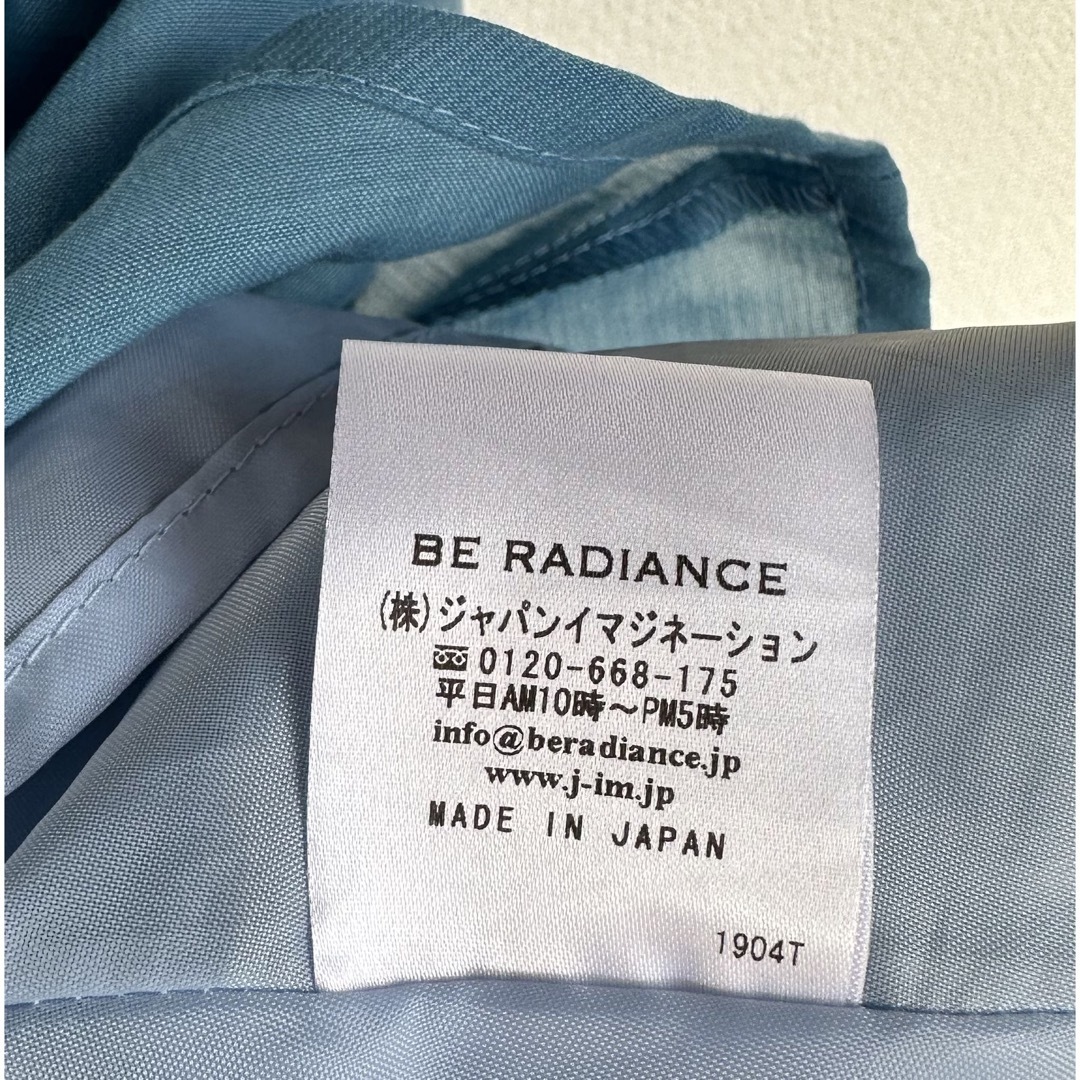 BE RADIANCE
(株)ジャパンイマジネーション
0120-668-175
平日AM10時～PM5時
info@beradiance.jp
www.j-im.jp
MADE IN JAPAN
1904T